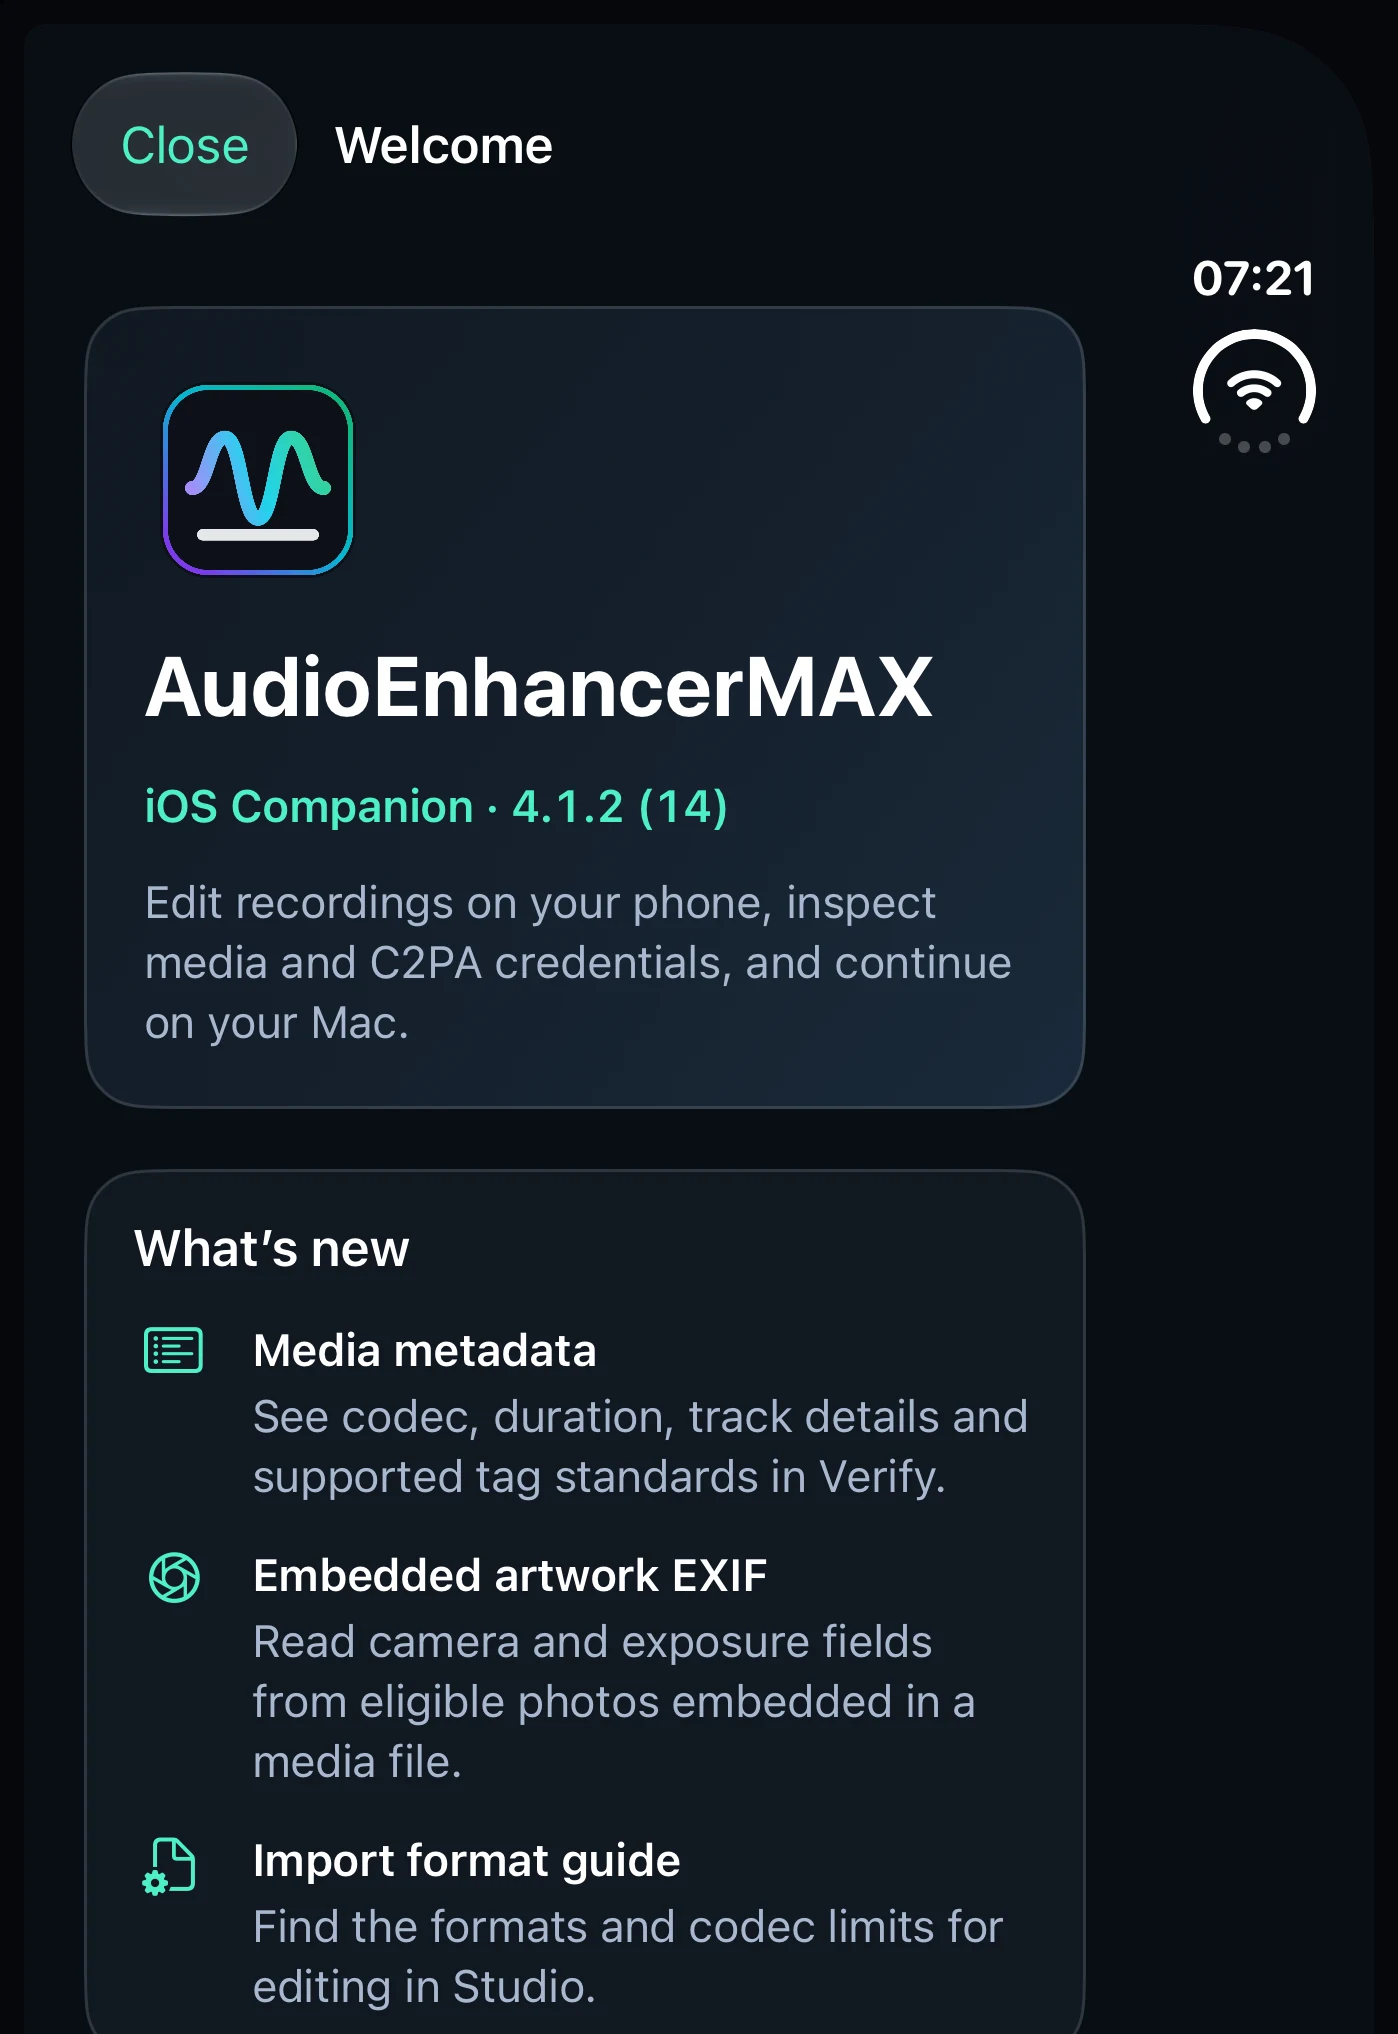 Close
Welcome
07:21
AudioEnhancerMAX
iOS Companion · 4.1.2 (14)
Edit recordings on your phone, inspect
media and C2PA credentials, and continue
on your Mac.
What’s new
Media metadata
See codec, duration, track details and
supported tag standards in Verify.
Embedded artwork EXIF
Read camera and exposure fields
from eligible photos embedded in a
media file.
Import format guide
Find the formats and codec limits for
editing in Studio.